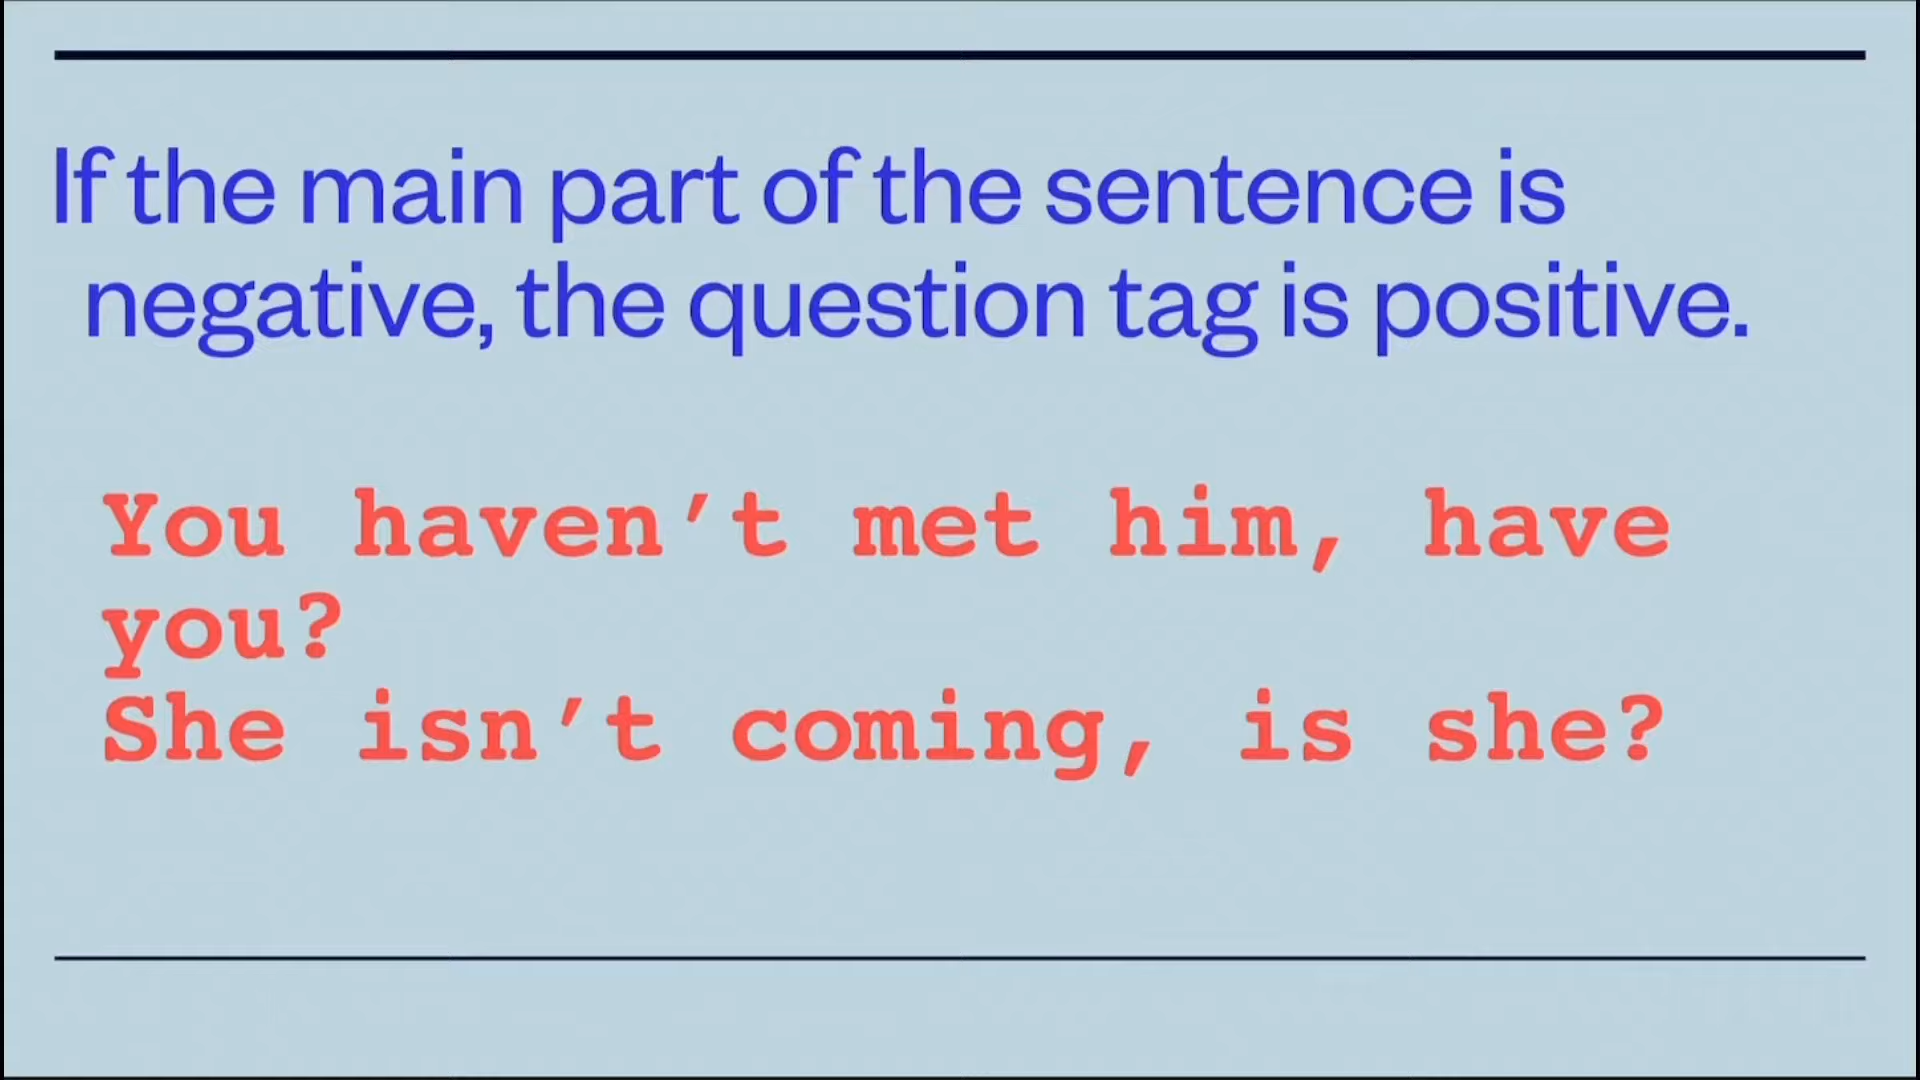 If the main part of the sentence is
negative, the question tag is positive.
You haven’t met him, have
you?
She isn’t coming, is she?